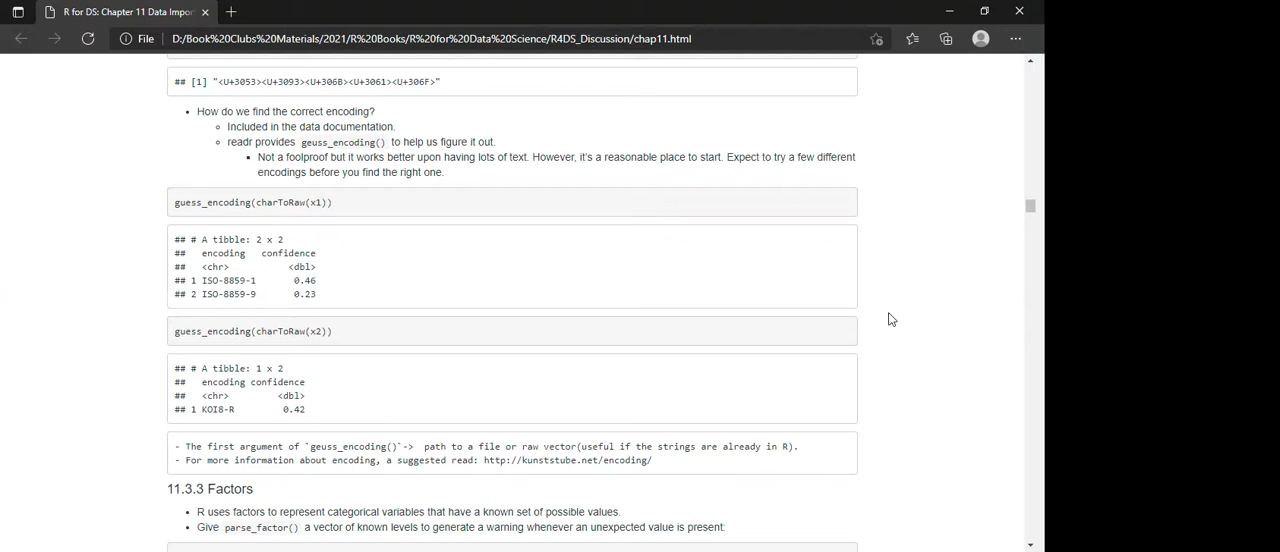 R for DS: Chapter 11 Data Impor
File D:/Book%20Clubs%20Materials/2021/R%20Books/R%20for%20Data%20Science/R4DS_Discussion/chap11.html
## [1] "<U+3053><U+3093><U+306B><U+3061><U+306F>"
• How do we find the correct encoding?
◦ Included in the data documentation.
◦ readr provides geuss_encoding() to help us figure it out.
▪ Not a foolproof but it works better upon having lots of text. However, it's a reasonable place to start. Expect to try a few different
encodings before you find the right one.
guess_encoding(charToRaw(x1))
## # A tibble: 2 x 2
## encoding confidence
## <chr> <dbl>
## 1 ISO-8859-1 0.46
## 2 ISO-8859-9 0.23
guess_encoding(charToRaw(x2))
## # A tibble: 1 x 2
## encoding confidence
## <chr> <dbl>
## 1 KOI8-R 0.42
- The first argument of `geuss_encoding()`-> path to a file or raw vector(useful if the strings are already in R).
- For more information about encoding, a suggested read: http://kunststube.net/encoding/
11.3.3 Factors
• R uses factors to represent categorical variables that have a known set of possible values.
• Give parse_factor() a vector of known levels to generate a warning whenever an unexpected value is present: